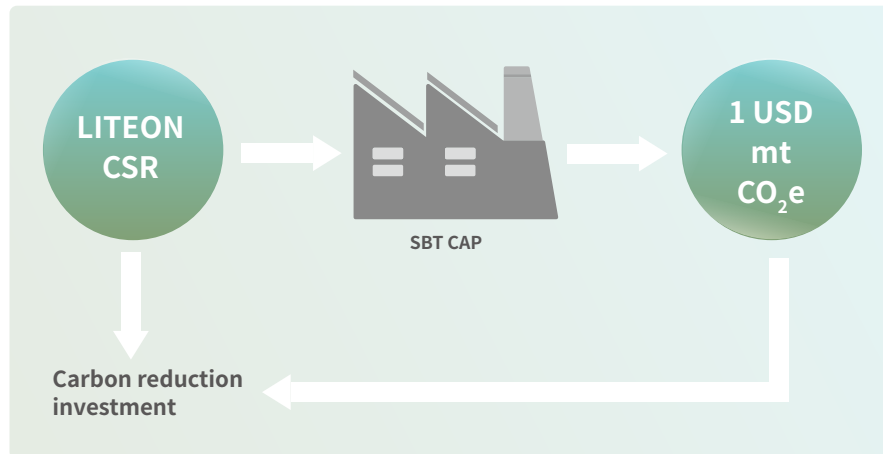 LITEON
CSR
1 USD
mt
CO₂e
SBT CAP
Carbon reduction
investment